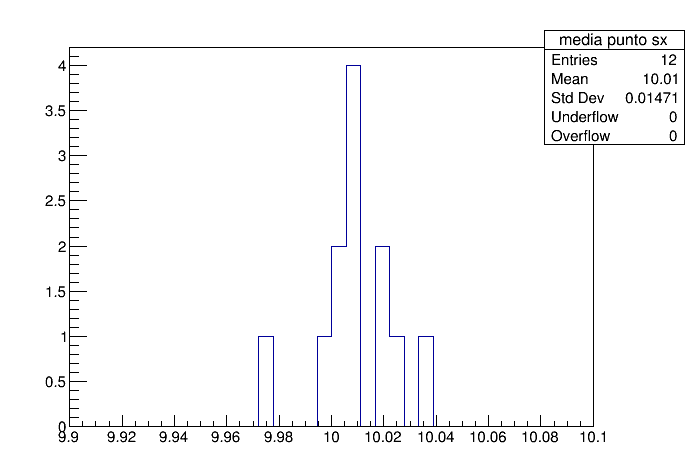 media punto sx
Entries 12
Mean 10.01
Std Dev 0.01471
Underflow 0
Overflow 0
4
3.5
3
2.5
2
1.5
1
0.5
0
9.9 9.92 9.94 9.96 9.98 10 10.02 10.04 10.06 10.08 10.1